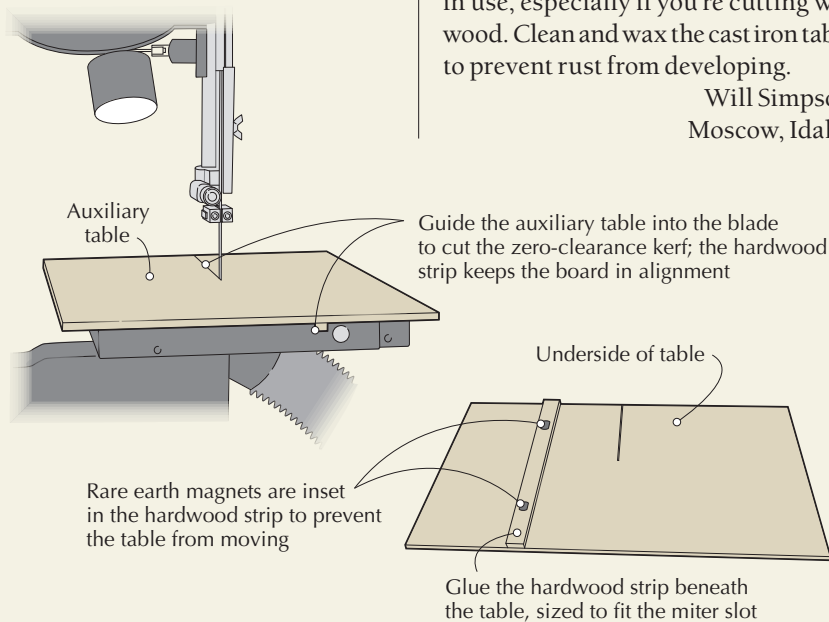 in use, especially if you're cutting
wood. Clean and wax the cast iron
to prevent rust from developing.
Will
Moscow,
Auxiliary
table
Guide the auxiliary table into the blade
to cut the zero-clearance kerf; the hardwood
strip keeps the board in alignment
Underside of table
Rare earth magnets are inset
in the hardwood strip to prevent
the table from moving
Glue the hardwood strip beneath
the table, sized to fit the miter slot